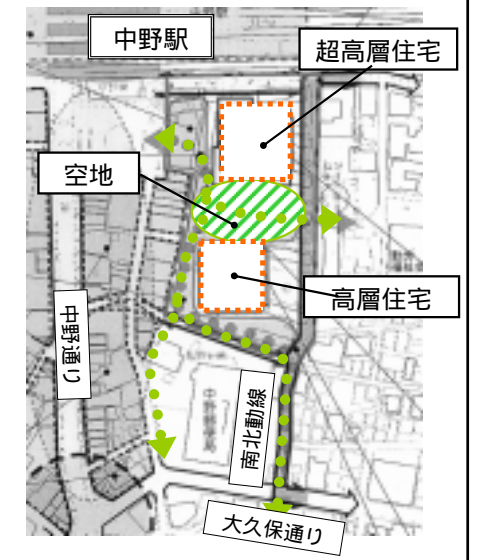 中野駅
超高層住宅
空地
高層住宅
中野通り
南北動線
大久保通り